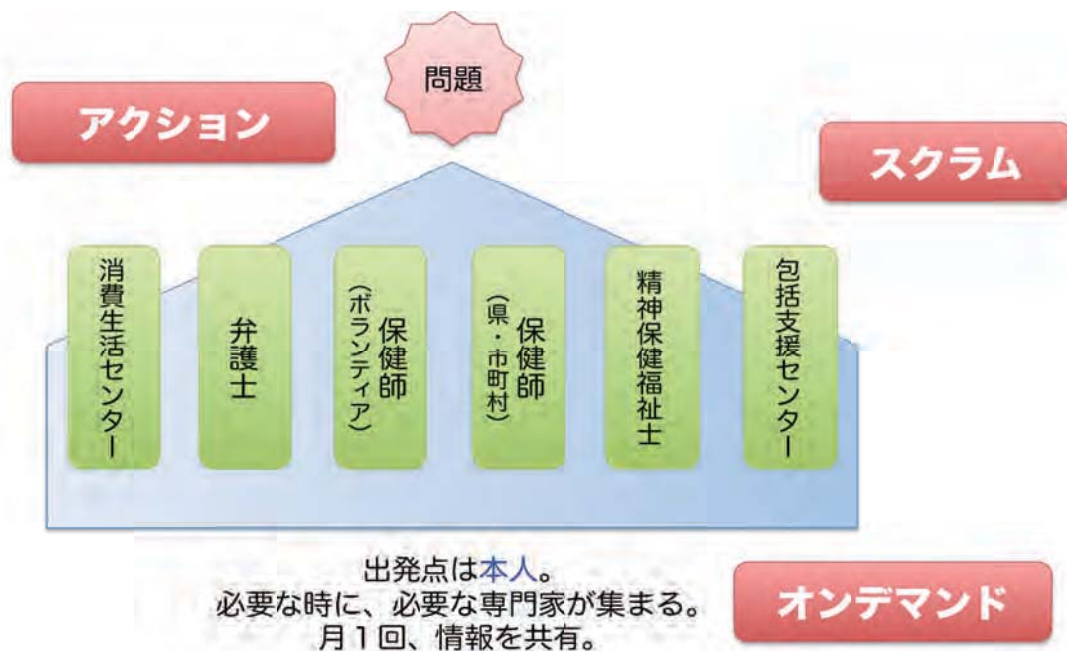 問題
アクション
スクラム
消費生活センター
弁護士
保健師
(ボランティア)
保健師
(県・市町村)
精神保健福祉士
包括支援センター
出発点は本人。
必要な時に、必要な専門家が集まる。
月1回、情報を共有。
オンデマンド